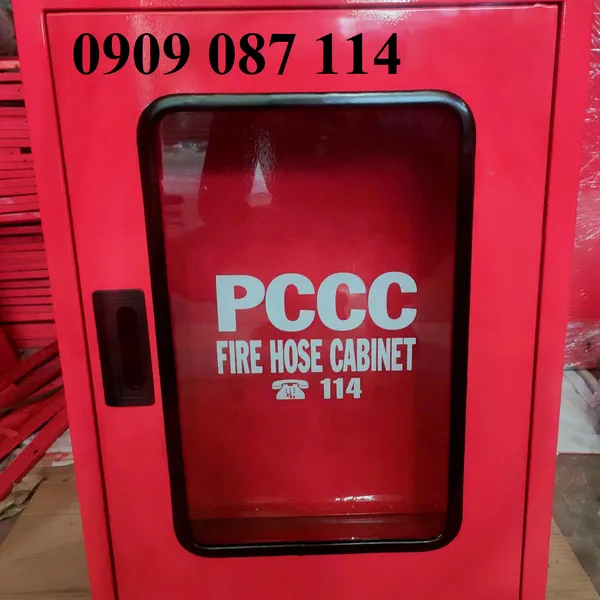 0909 087 114
PCCC
FIRE HOSE CABINET
☎ 114